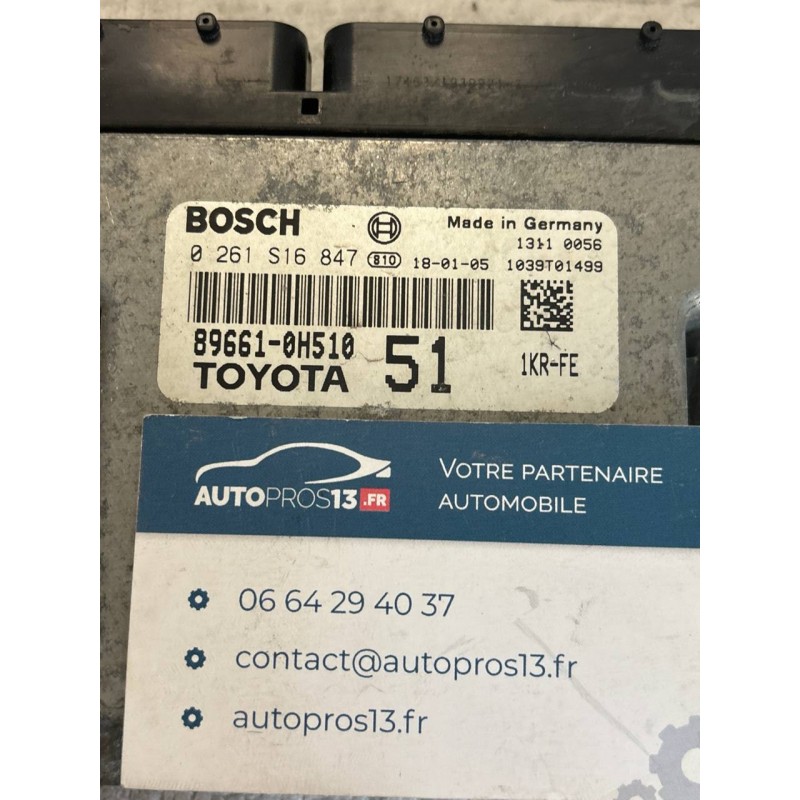 BOSCH
Made in Germany
1311 0056
0 261 S16 847 810 18-01-05 1039T01499
89661-0H510
TOYOTA 51 1KR-FE
AUTOPROS13.FR
VOTRE PARTENAIRE
AUTOMOBILE
06 64 29 40 37
contact@autopros13.fr
autopros13.fr